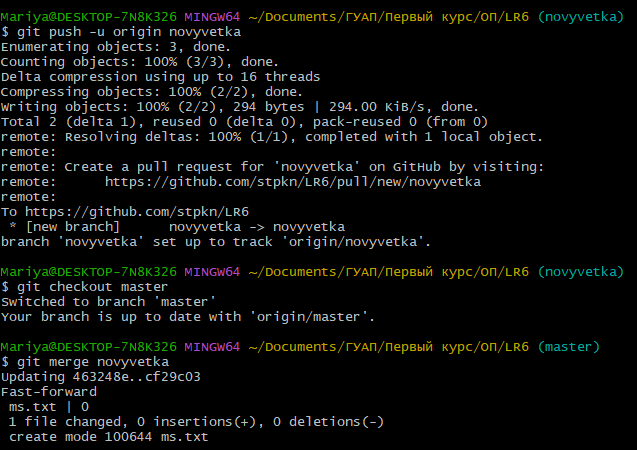 Mariya@DESKTOP-7N8K326 MINGW64 ~/Documents/ГУАП/Первый курс/ОП/LR6 (novyvetka)
$ git push -u origin novyvetka
Enumerating objects: 3, done.
Counting objects: 100% (3/3), done.
Delta compression using up to 16 threads
Compressing objects: 100% (2/2), done.
Writing objects: 100% (2/2), 294 bytes | 294.00 KiB/s, done.
Total 2 (delta 1), reused 0 (delta 0), pack-reused 0 (from 0)
remote: Resolving deltas: 100% (1/1), completed with 1 local object.
remote:
remote: Create a pull request for 'novyvetka' on GitHub by visiting:
remote:      https://github.com/stpkn/LR6/pull/new/novyvetka
remote:
To https://github.com/stpkn/LR6
 * [new branch]      novyvetka -> novyvetka
branch 'novyvetka' set up to track 'origin/novyvetka'.
Mariya@DESKTOP-7N8K326 MINGW64 ~/Documents/ГУАП/Первый курс/ОП/LR6 (novyvetka)
$ git checkout master
Switched to branch 'master'
Your branch is up to date with 'origin/master'.
Mariya@DESKTOP-7N8K326 MINGW64 ~/Documents/ГУАП/Первый курс/ОП/LR6 (master)
$ git merge novyvetka
Updating 463248e..cf29c03
Fast-forward
 ms.txt | 0
 1 file changed, 0 insertions(+), 0 deletions(-)
 create mode 100644 ms.txt